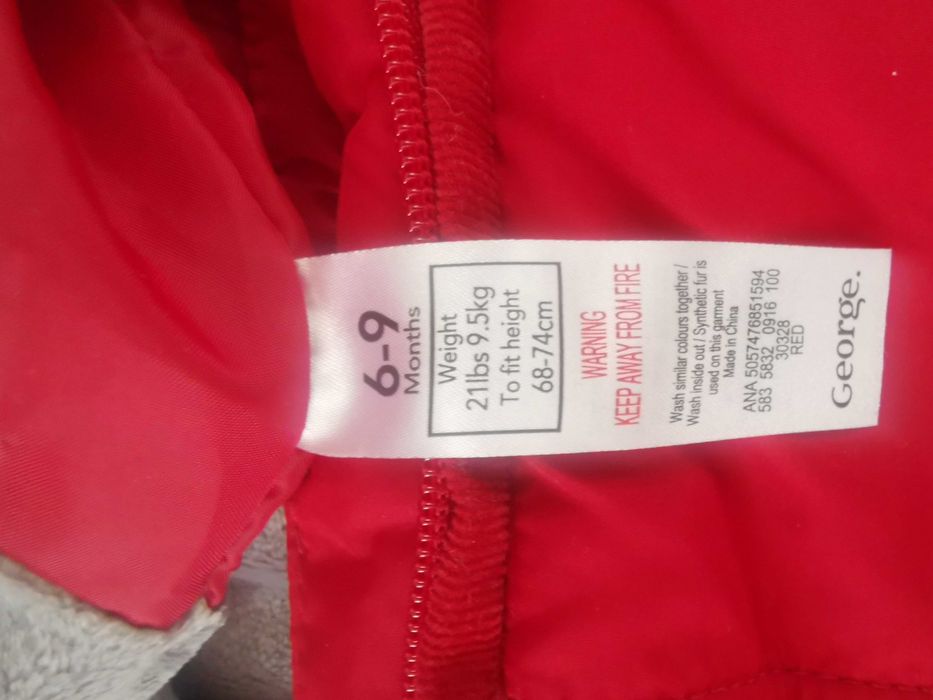 6-9
Months
Weight
21lbs 9.5kg
To fit height
68-74cm
WARNING
KEEP AWAY FROM FIRE
Wash similar colours together /
Wash inside out / Synthetic fur is
used on this garment
Made in China
ANA 5057476851594
583 5832 0916 100
30328
RED
George.